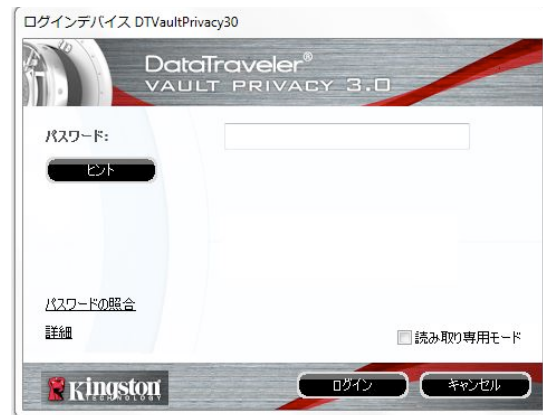 ログインデバイス DTVaultPrivacy30
DataTraveler®
VAULT PRIVACY 3.0
パスワード:
ヒント
パスワードの照合
詳細
読み取り専用モード
Kingston
TECHNOLOGY
ログイン
キャンセル